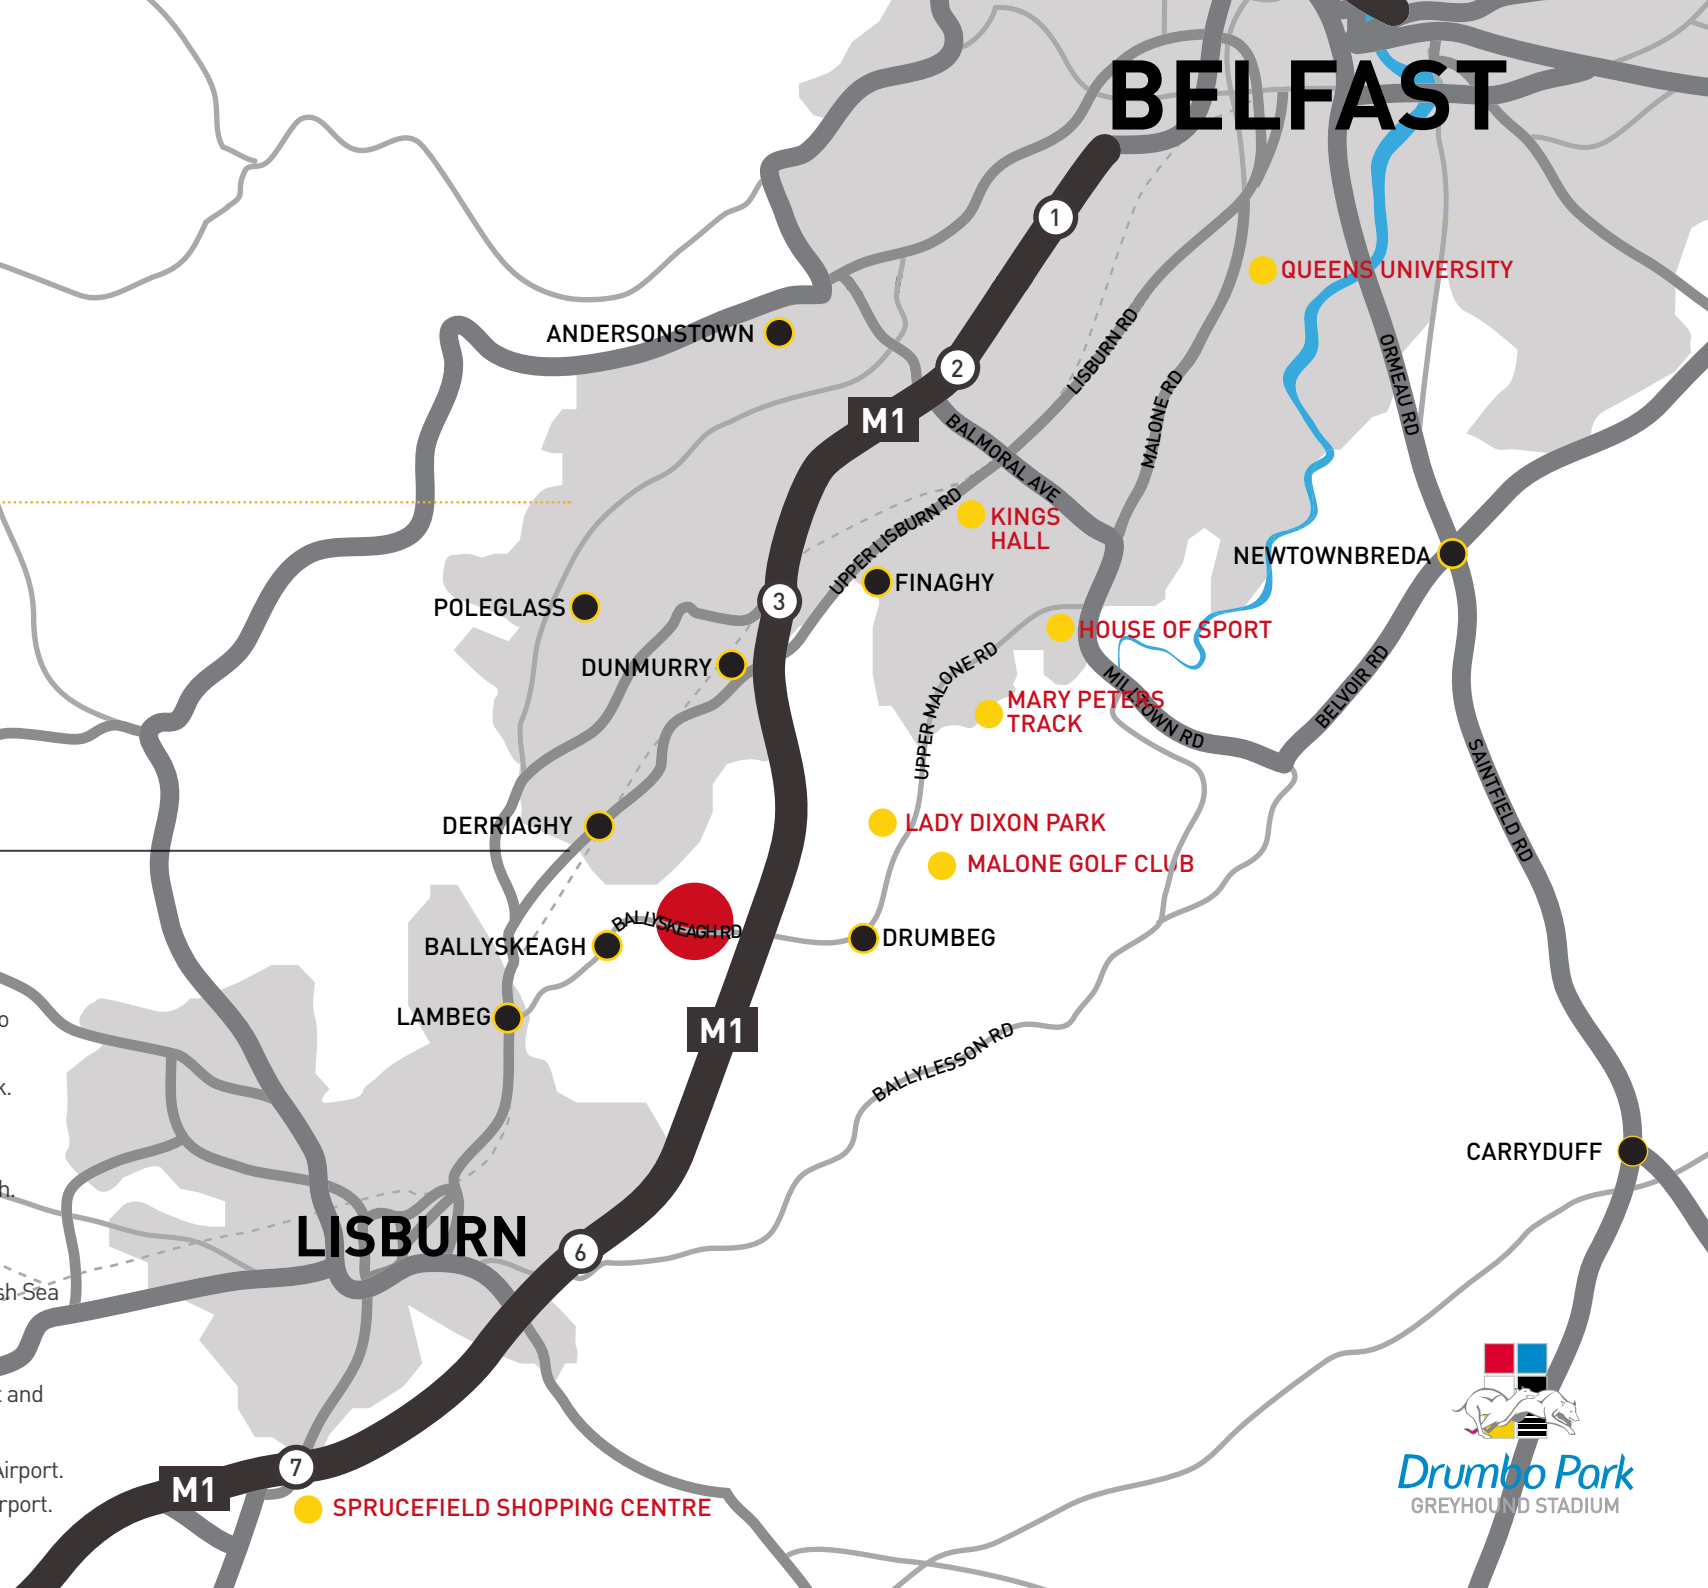 BELFAST
1
QUEENS UNIVERSITY
ANDERSONSTOWN
LISBURN RD
ORMEAU RD
2
MALONE RD
M1
BALMORAL AVE
UPPER LISBURN RD
KINGS
HALL
NEWTOWNBREDA
FINAGHY
3
POLEGLASS
HOUSE OF SPORT
DUNMURRY
UPPER MALONE RD
MARY PETERS
TRACK
MILLTOWN RD
BELVOIR RD
SAINTFIELD RD
DERRIAGHY
LADY DIXON PARK
MALONE GOLF CLUB
BALLYSKEAGH RD
BALLYSKEAGH
DRUMBEG
LAMBEG
o
M1
BALLYLESSON RD
k.
CARRYDUFF
h.
LISBURN
6
sh Sea
t and
Airport.
rport.
7
M1
SPRUCEFIELD SHOPPING CENTRE
Drumbo Park
GREYHOUND STADIUM